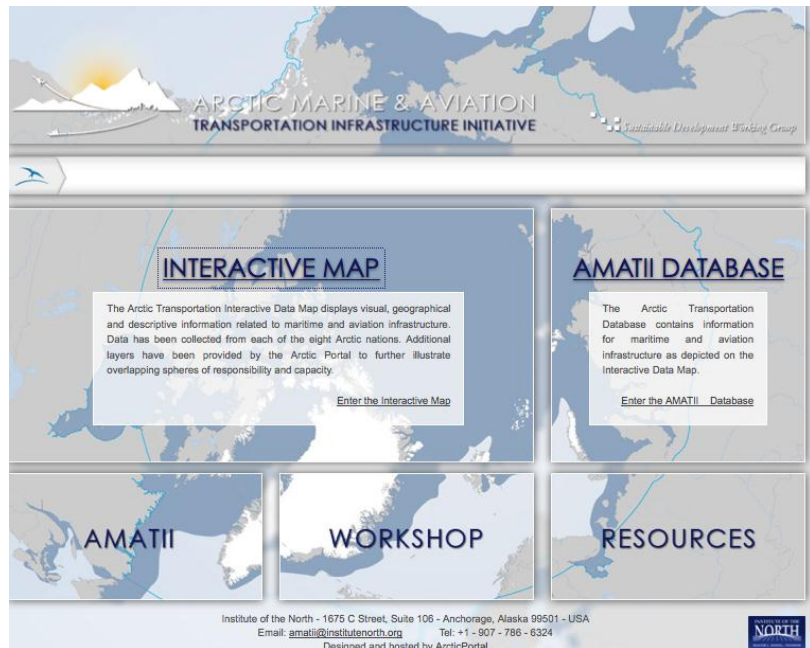 ARCTIC MARINE & AVIATION
TRANSPORTATION INFRASTRUCTURE INITIATIVE
Sustainable Development Working Group
INTERACTIVE MAP
The Arctic Transportation Interactive Data Map displays visual, geographical
and descriptive information related to maritime and aviation infrastructure.
Data has been collected from each of the eight Arctic nations. Additional
layers have been provided by the Arctic Portal to further illustrate
overlapping spheres of responsibility and capacity.
Enter the Interactive Map
AMATII DATABASE
The Arctic Transportation
Database contains information
for maritime and aviation
infrastructure as depicted on the
Interactive Data Map.
Enter the AMATII Database
AMATII
WORKSHOP
RESOURCES
Institute of the North - 1675 C Street, Suite 106 - Anchorage, Alaska 99501 - USA
Email: amatii@institutenorth.org Tel: +1 - 907 - 786 - 6324
Designed and hosted by ArcticPortal
INSTITUTE OF THE
NORTH